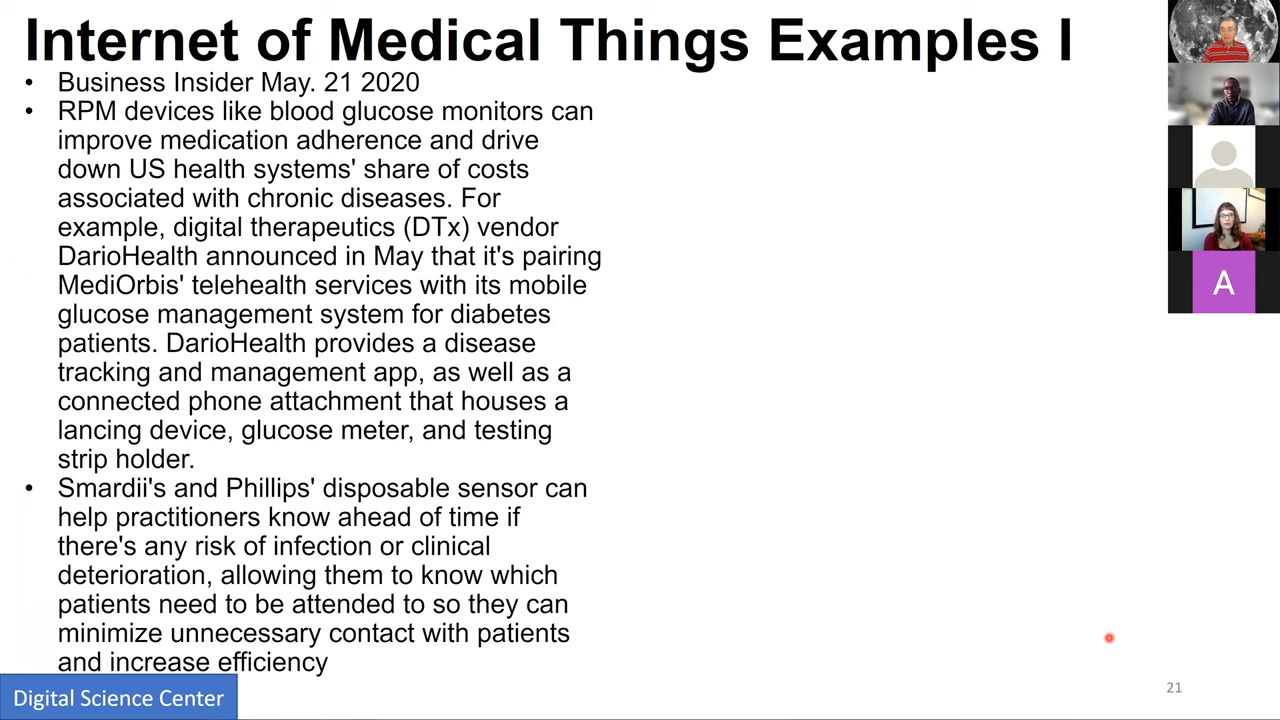 Internet of Medical Things Examples I
• Business Insider May. 21 2020
• RPM devices like blood glucose monitors can
improve medication adherence and drive
down US health systems' share of costs
associated with chronic diseases. For
example, digital therapeutics (DTx) vendor
DarioHealth announced in May that it's pairing
MediOrbis' telehealth services with its mobile
glucose management system for diabetes
patients. DarioHealth provides a disease
tracking and management app, as well as a
connected phone attachment that houses a
lancing device, glucose meter, and testing
strip holder.
• Smardii's and Phillips' disposable sensor can
help practitioners know ahead of time if
there's any risk of infection or clinical
deterioration, allowing them to know which
patients need to be attended to so they can
minimize unnecessary contact with patients
and increase efficiency
Digital Science Center
21
A